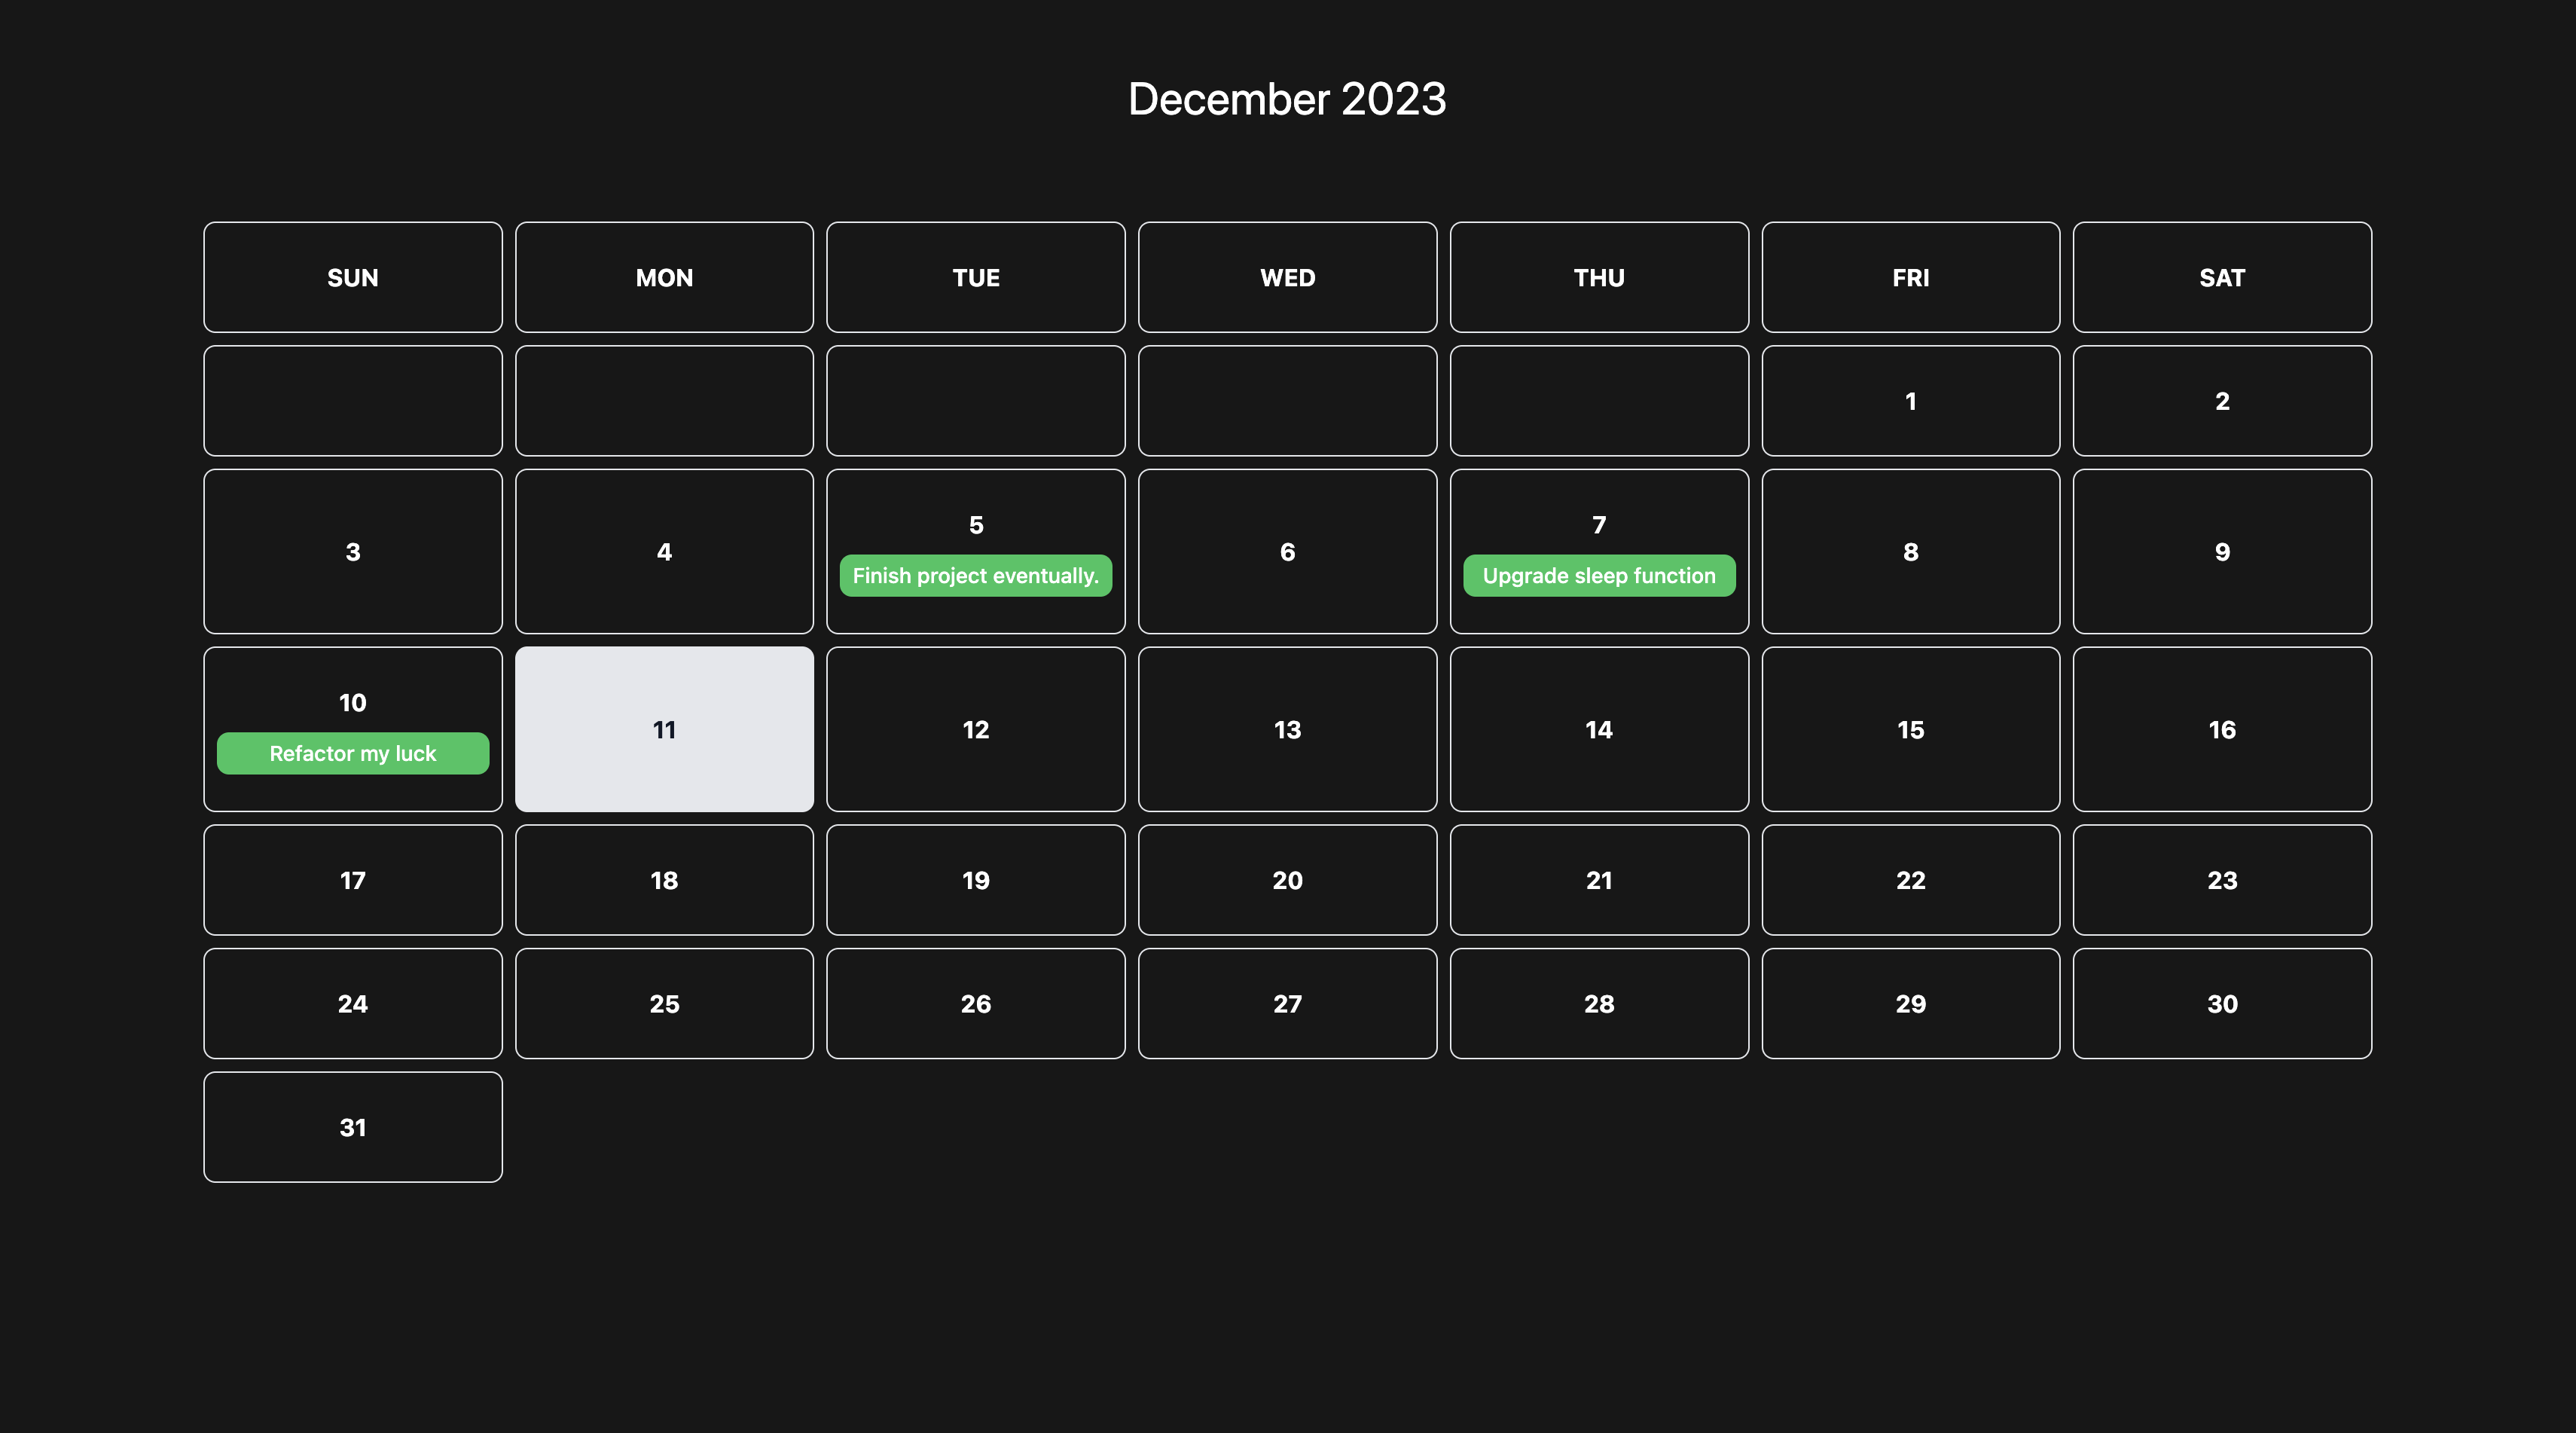 December 2023
SUN MON TUE WED THU FRI SAT
1 2
3 4 5 6 7 8 9
Finish project eventually. Upgrade sleep function
10 11 12 13 14 15 16
Refactor my luck
17 18 19 20 21 22 23
24 25 26 27 28 29 30
31